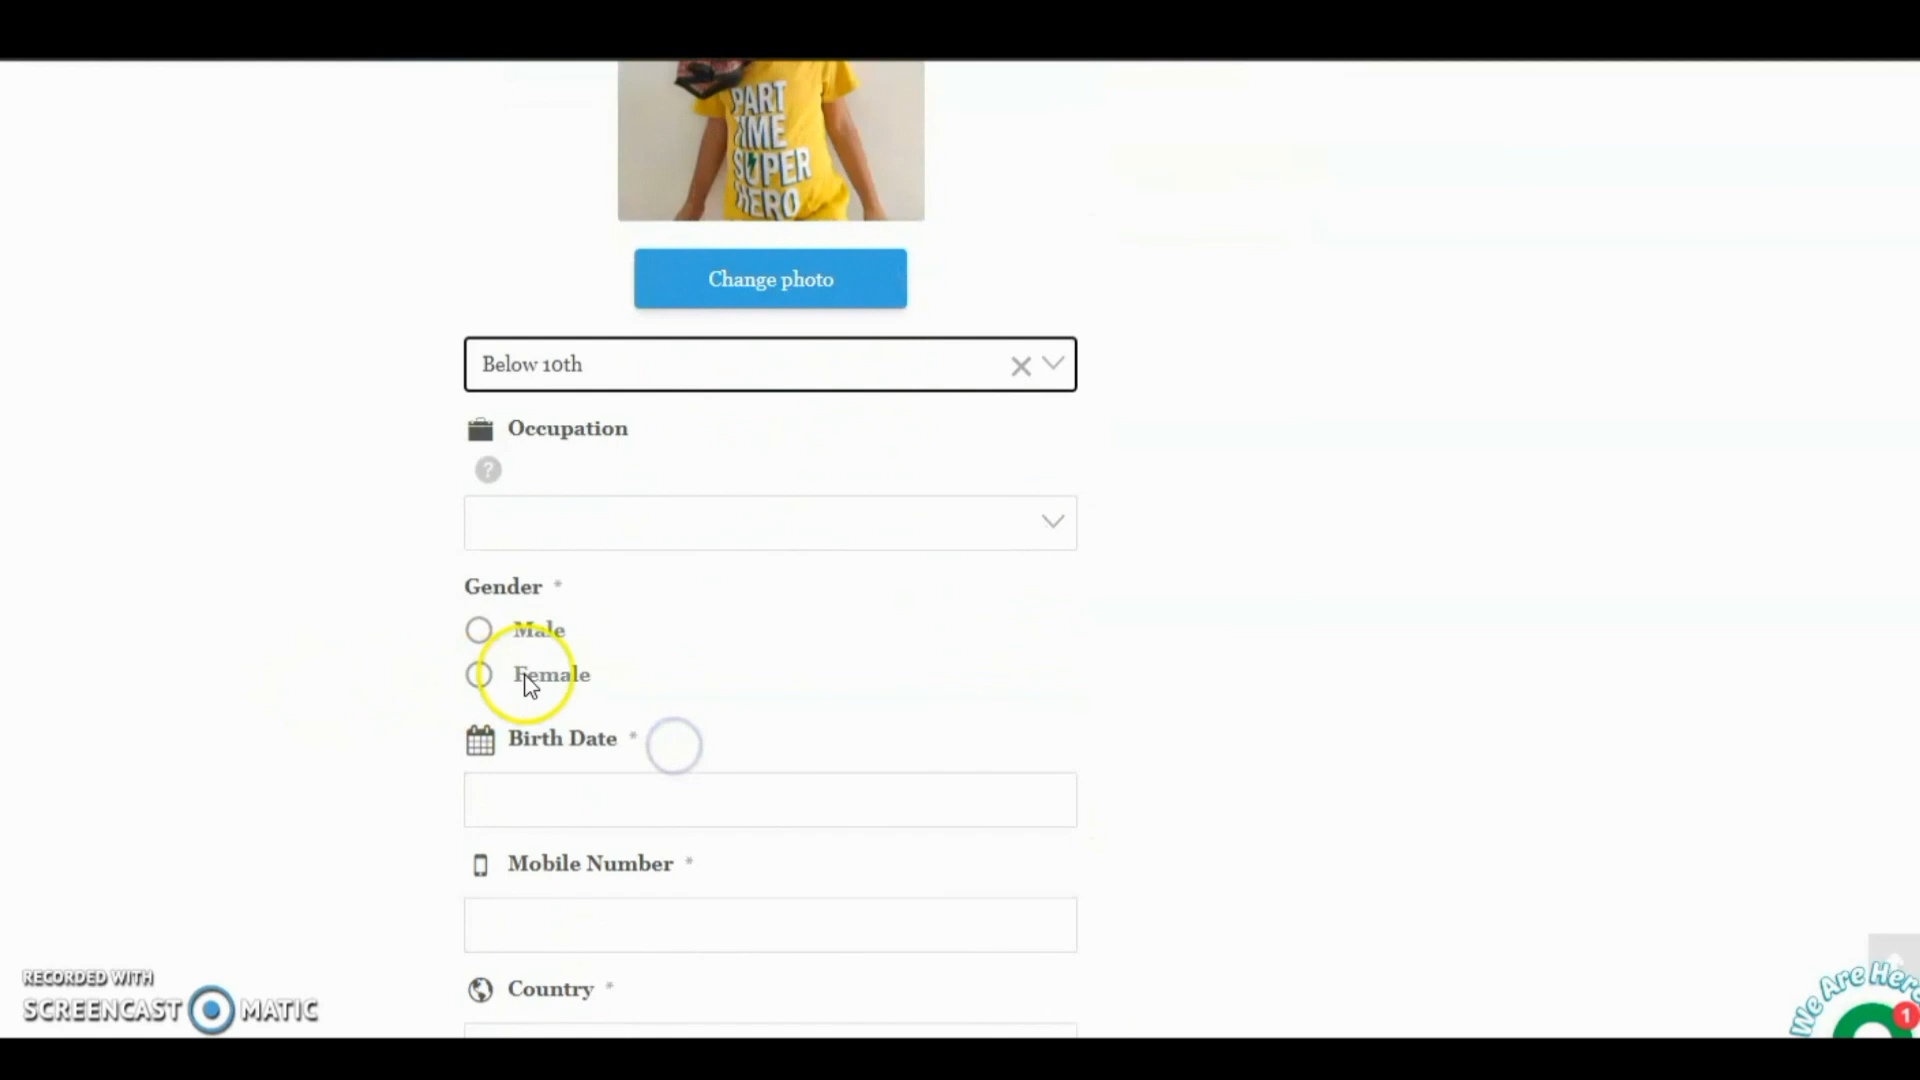 PART
TIME
SUPER
HERO
Change photo
Below 10th
Occupation
?
Gender *
Male
Female
Birth Date *
Mobile Number *
Country *
RECORDED WITH
SCREENCAST MATIC
We Are Here
1